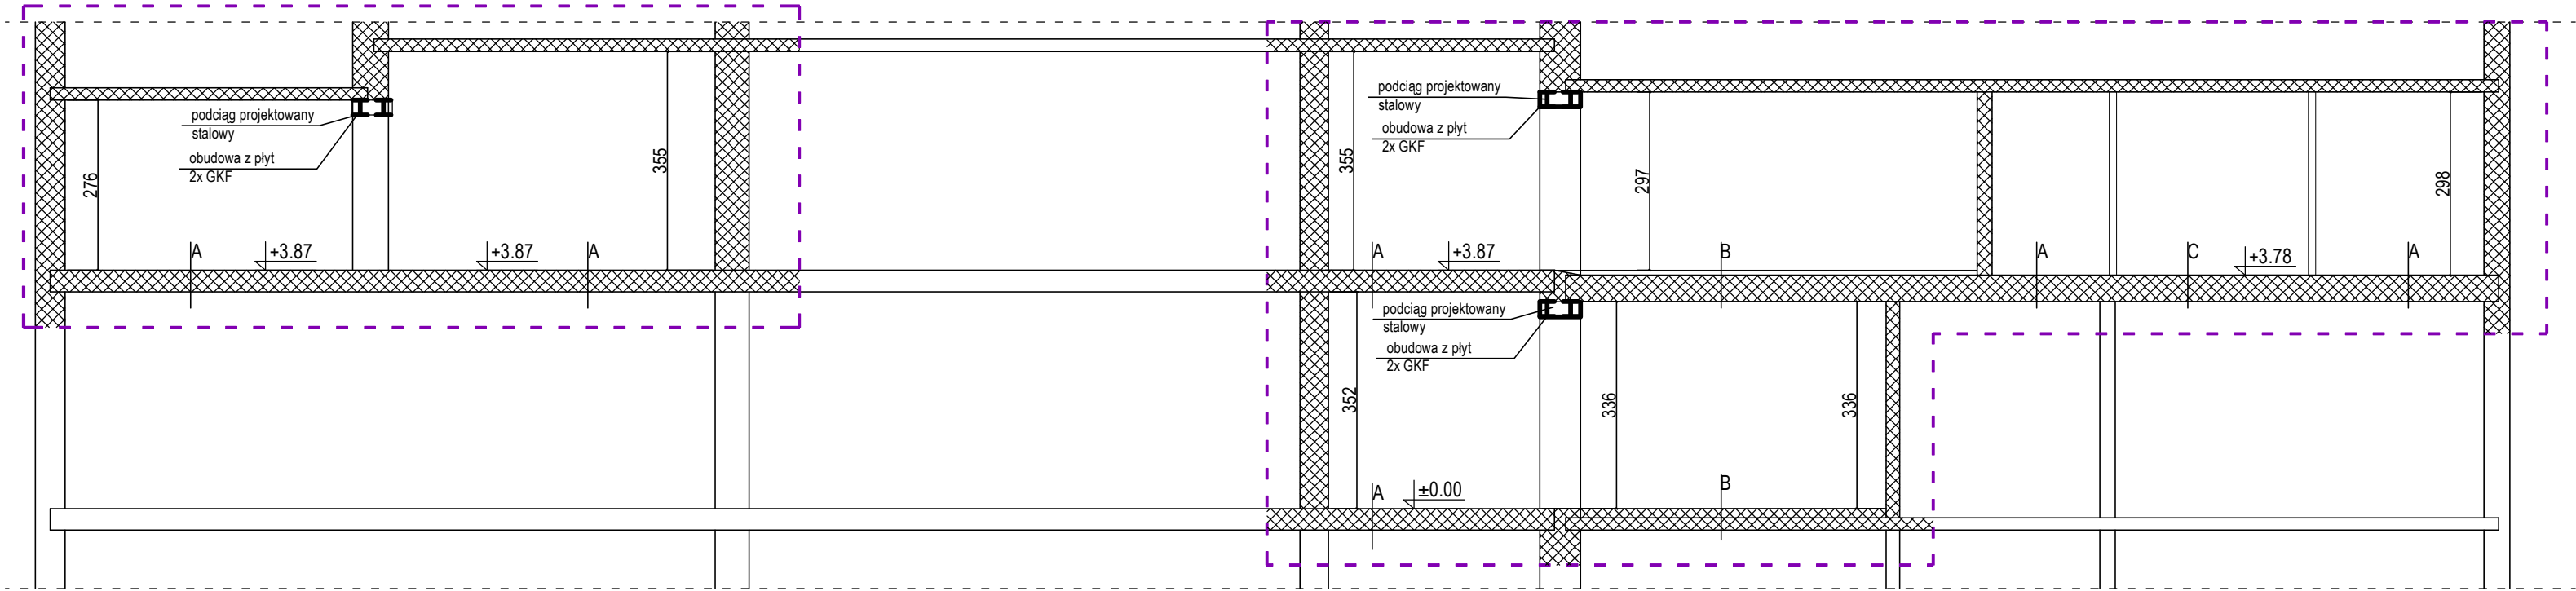 podciąg projektowany
stalowy
obudowa z płyt
2x GKF
276
355
A
+3.87
+3.87
A
podciąg projektowany
stalowy
obudowa z płyt
2x GKF
355
297
298
A
+3.87
B
A
C
+3.78
A
podciąg projektowany
stalowy
obudowa z płyt
2x GKF
352
336
336
A
±0.00
B